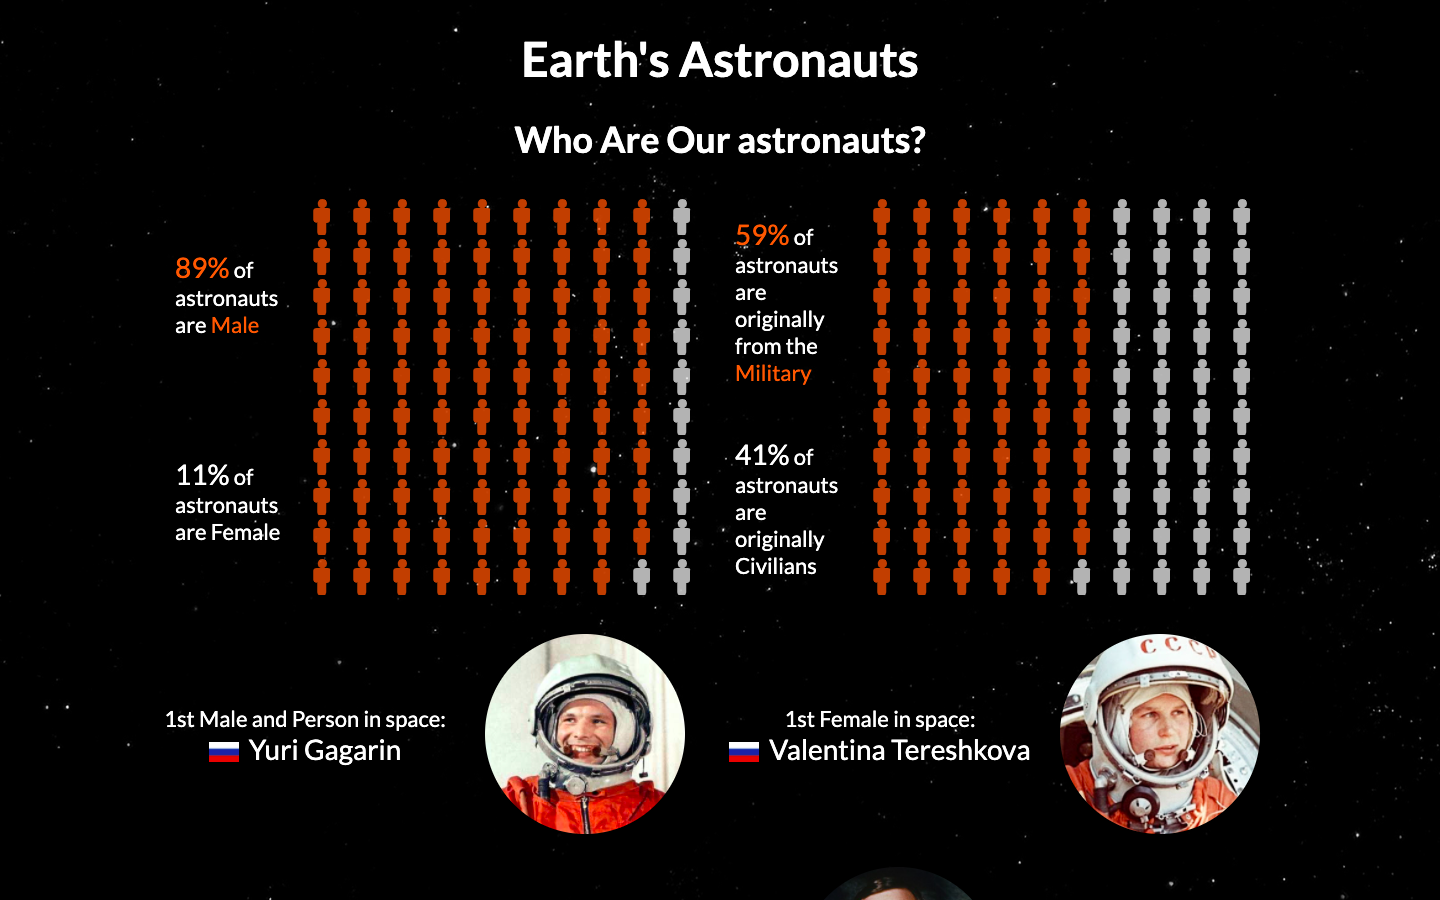 Earth's Astronauts
Who Are Our astronauts?
89% of
astronauts
are Male
11% of
astronauts
are Female
59% of
astronauts
are
originally
from the
Military
41% of
astronauts
are
originally
Civilians
1st Male and Person in space:
Yuri Gagarin
1st Female in space:
Valentina Tereshkova
СССР